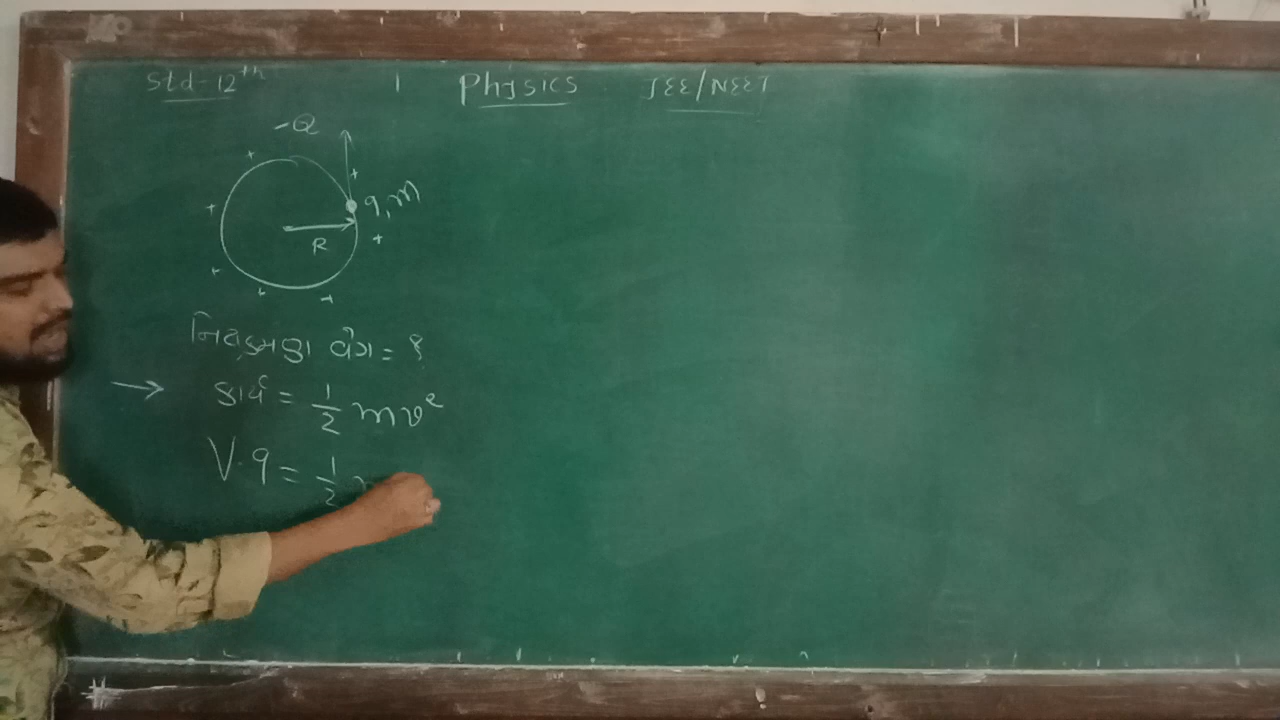 Std-12th | Physics JEE/NEET
-Q
+ + + q, m
R +
+ + +
નિષ્ક્રમણ વેગ = ?
→ કાર્ય = 1/2 mv²
V·q = 1/2